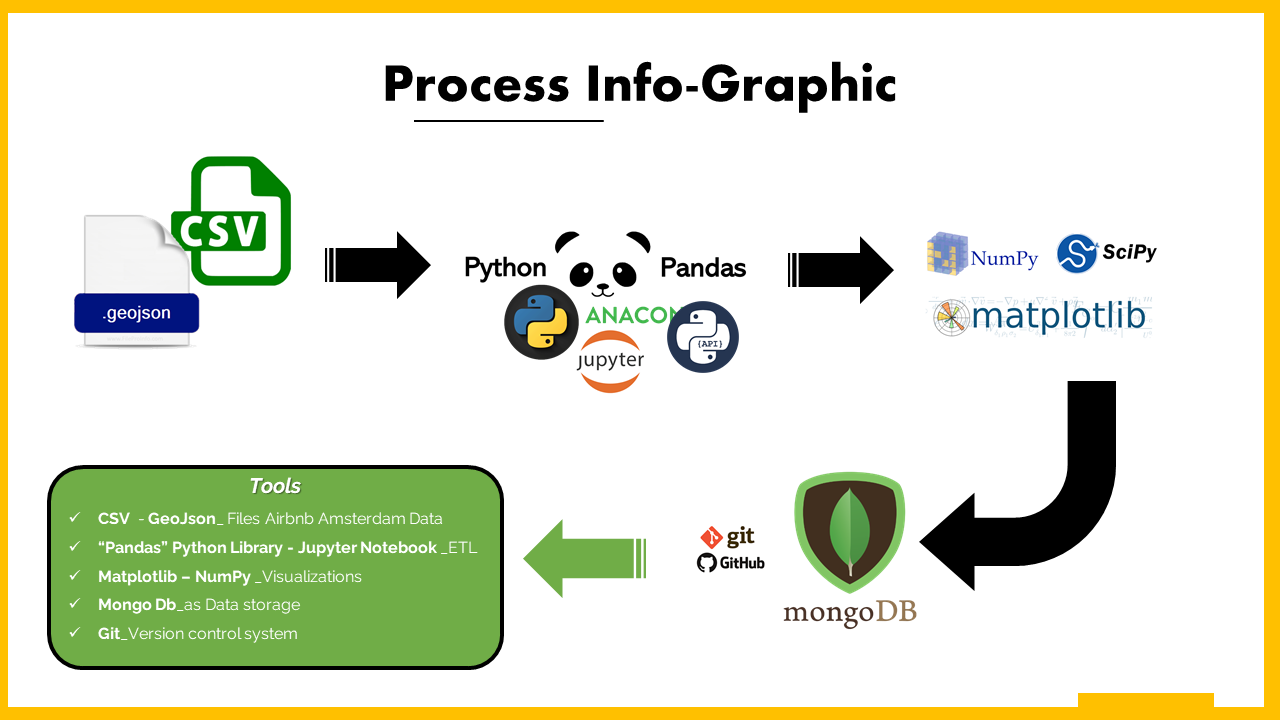 Process Info-Graphic
CSV
.geojson
Python
Pandas
ANACON
jupyter
{API}
NumPy
SciPy
matplotlib
git
GitHub
mongoDB
Tools
✓ CSV - GeoJson_ Files Airbnb Amsterdam Data
✓ “Pandas” Python Library - Jupyter Notebook _ETL
✓ Matplotlib – NumPy _Visualizations
✓ Mongo Db_as Data storage
✓ Git_Version control system